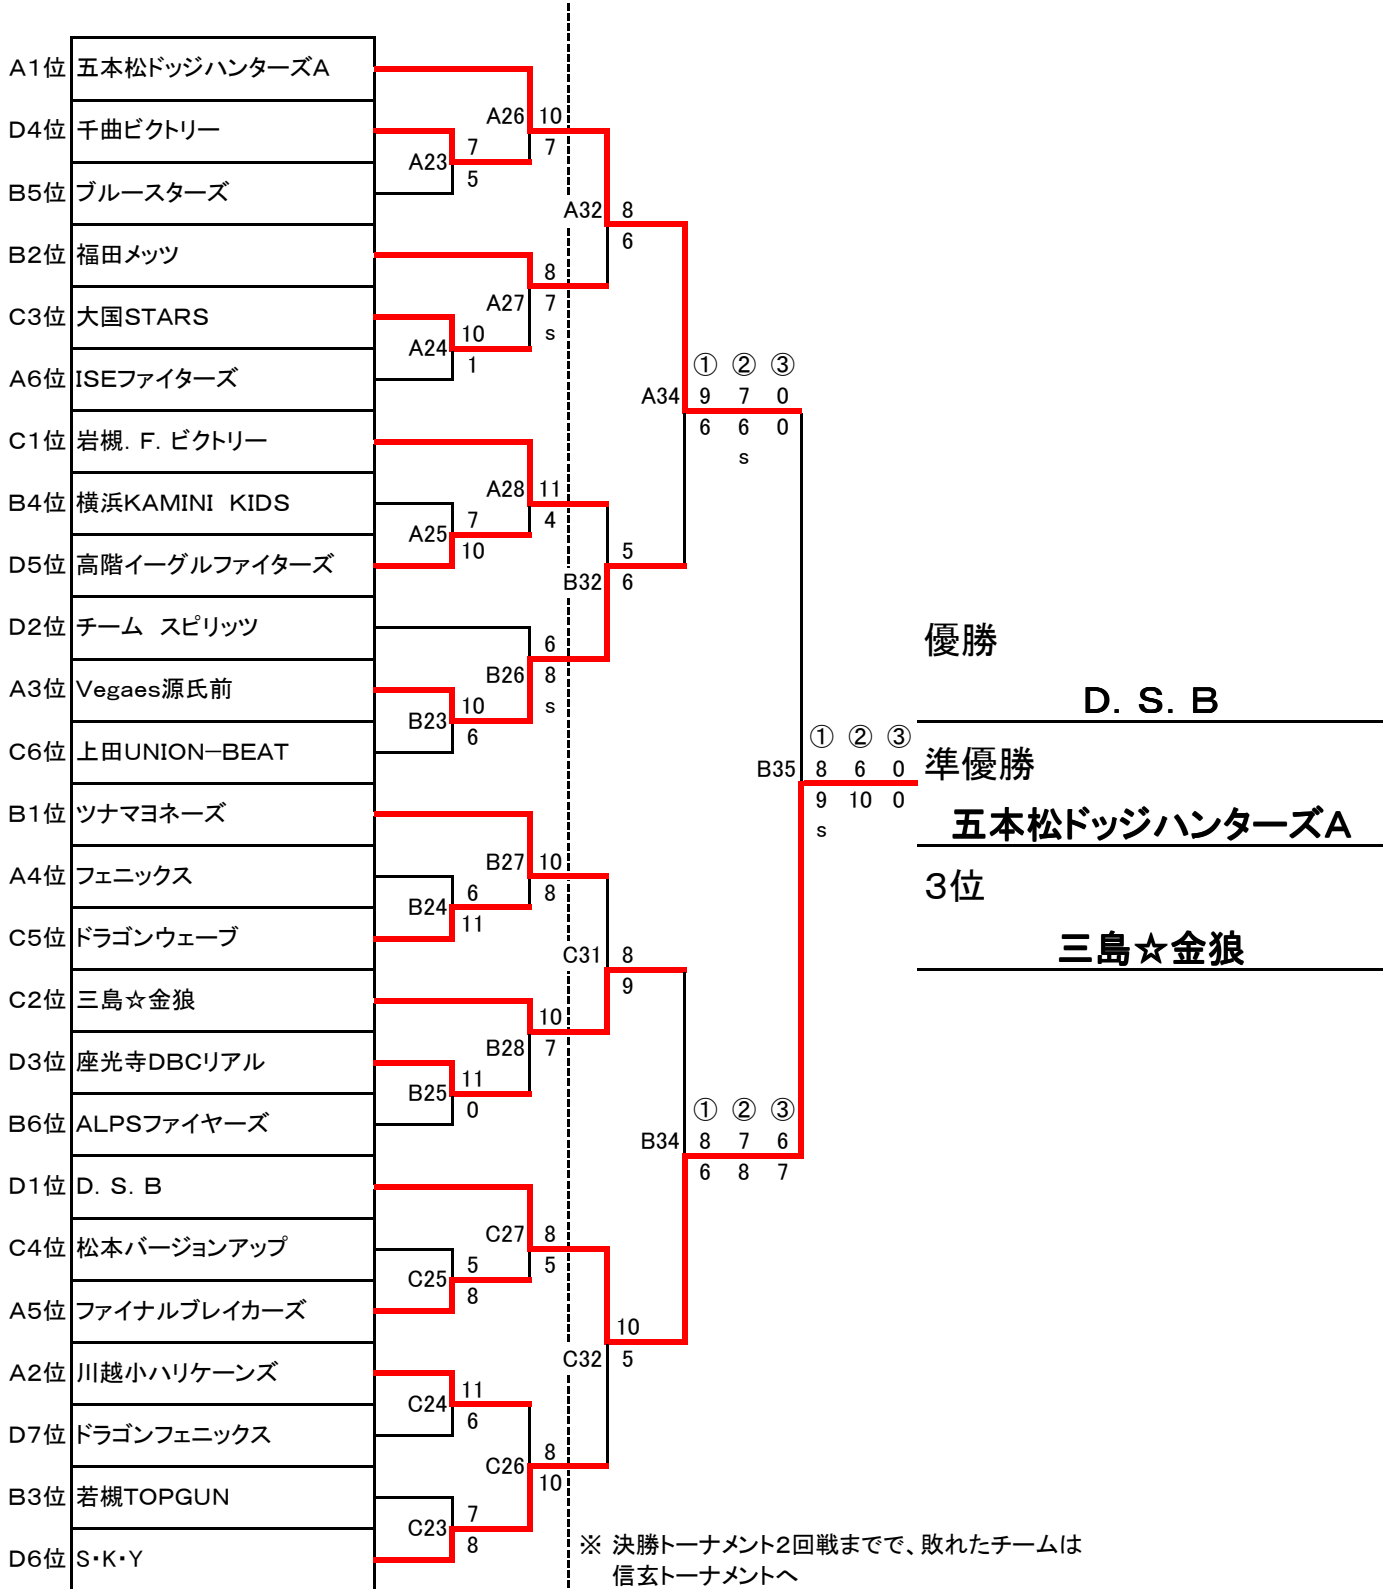 A1位 五本松ドッジハンターズA
D4位 千曲ビクトリー
B5位 ブルースターズ
B2位 福田メッツ
C3位 大国STARS
A6位 ISEファイターズ
C1位 岩槻．F．ビクトリー
B4位 横浜KAMINI　KIDS
D5位 高階イーグルファイターズ
D2位 チーム　スピリッツ
A3位 Vegaes源氏前
C6位 上田UNION－BEAT
B1位 ツナマヨネーズ
A4位 フェニックス
C5位 ドラゴンウェーブ
C2位 三島☆金狼
D3位 座光寺DBCリアル
B6位 ALPSファイヤーズ
D1位 D．S．B
C4位 松本バージョンアップ
A5位 ファイナルブレイカーズ
A2位 川越小ハリケーンズ
D7位 ドラゴンフェニックス
B3位 若槻TOPGUN
D6位 S・K・Y
A23 7
5
A24 10
1
A25 7
10
B23 10
6
B24 6
11
B25 11
0
C25 5
8
C24 11
6
C23 7
8
A26 10
7
A27 8
7
s
A28 11
4
B26 6
8
s
B27 10
8
B28 10
7
C27 8
5
C26 8
10
A32 8
6
B32 5
6
C31 8
9
C32 10
5
① ② ③
A34 9 7 0
6 6 0
s
① ② ③
B34 8 7 6
6 8 7
① ② ③
B35 8 6 0
9 10 0
s
優勝
D．S．B
準優勝
五本松ドッジハンターズA
3位
三島☆金狼
※ 決勝トーナメント2回戦までで、敗れたチームは
信玄トーナメントへ